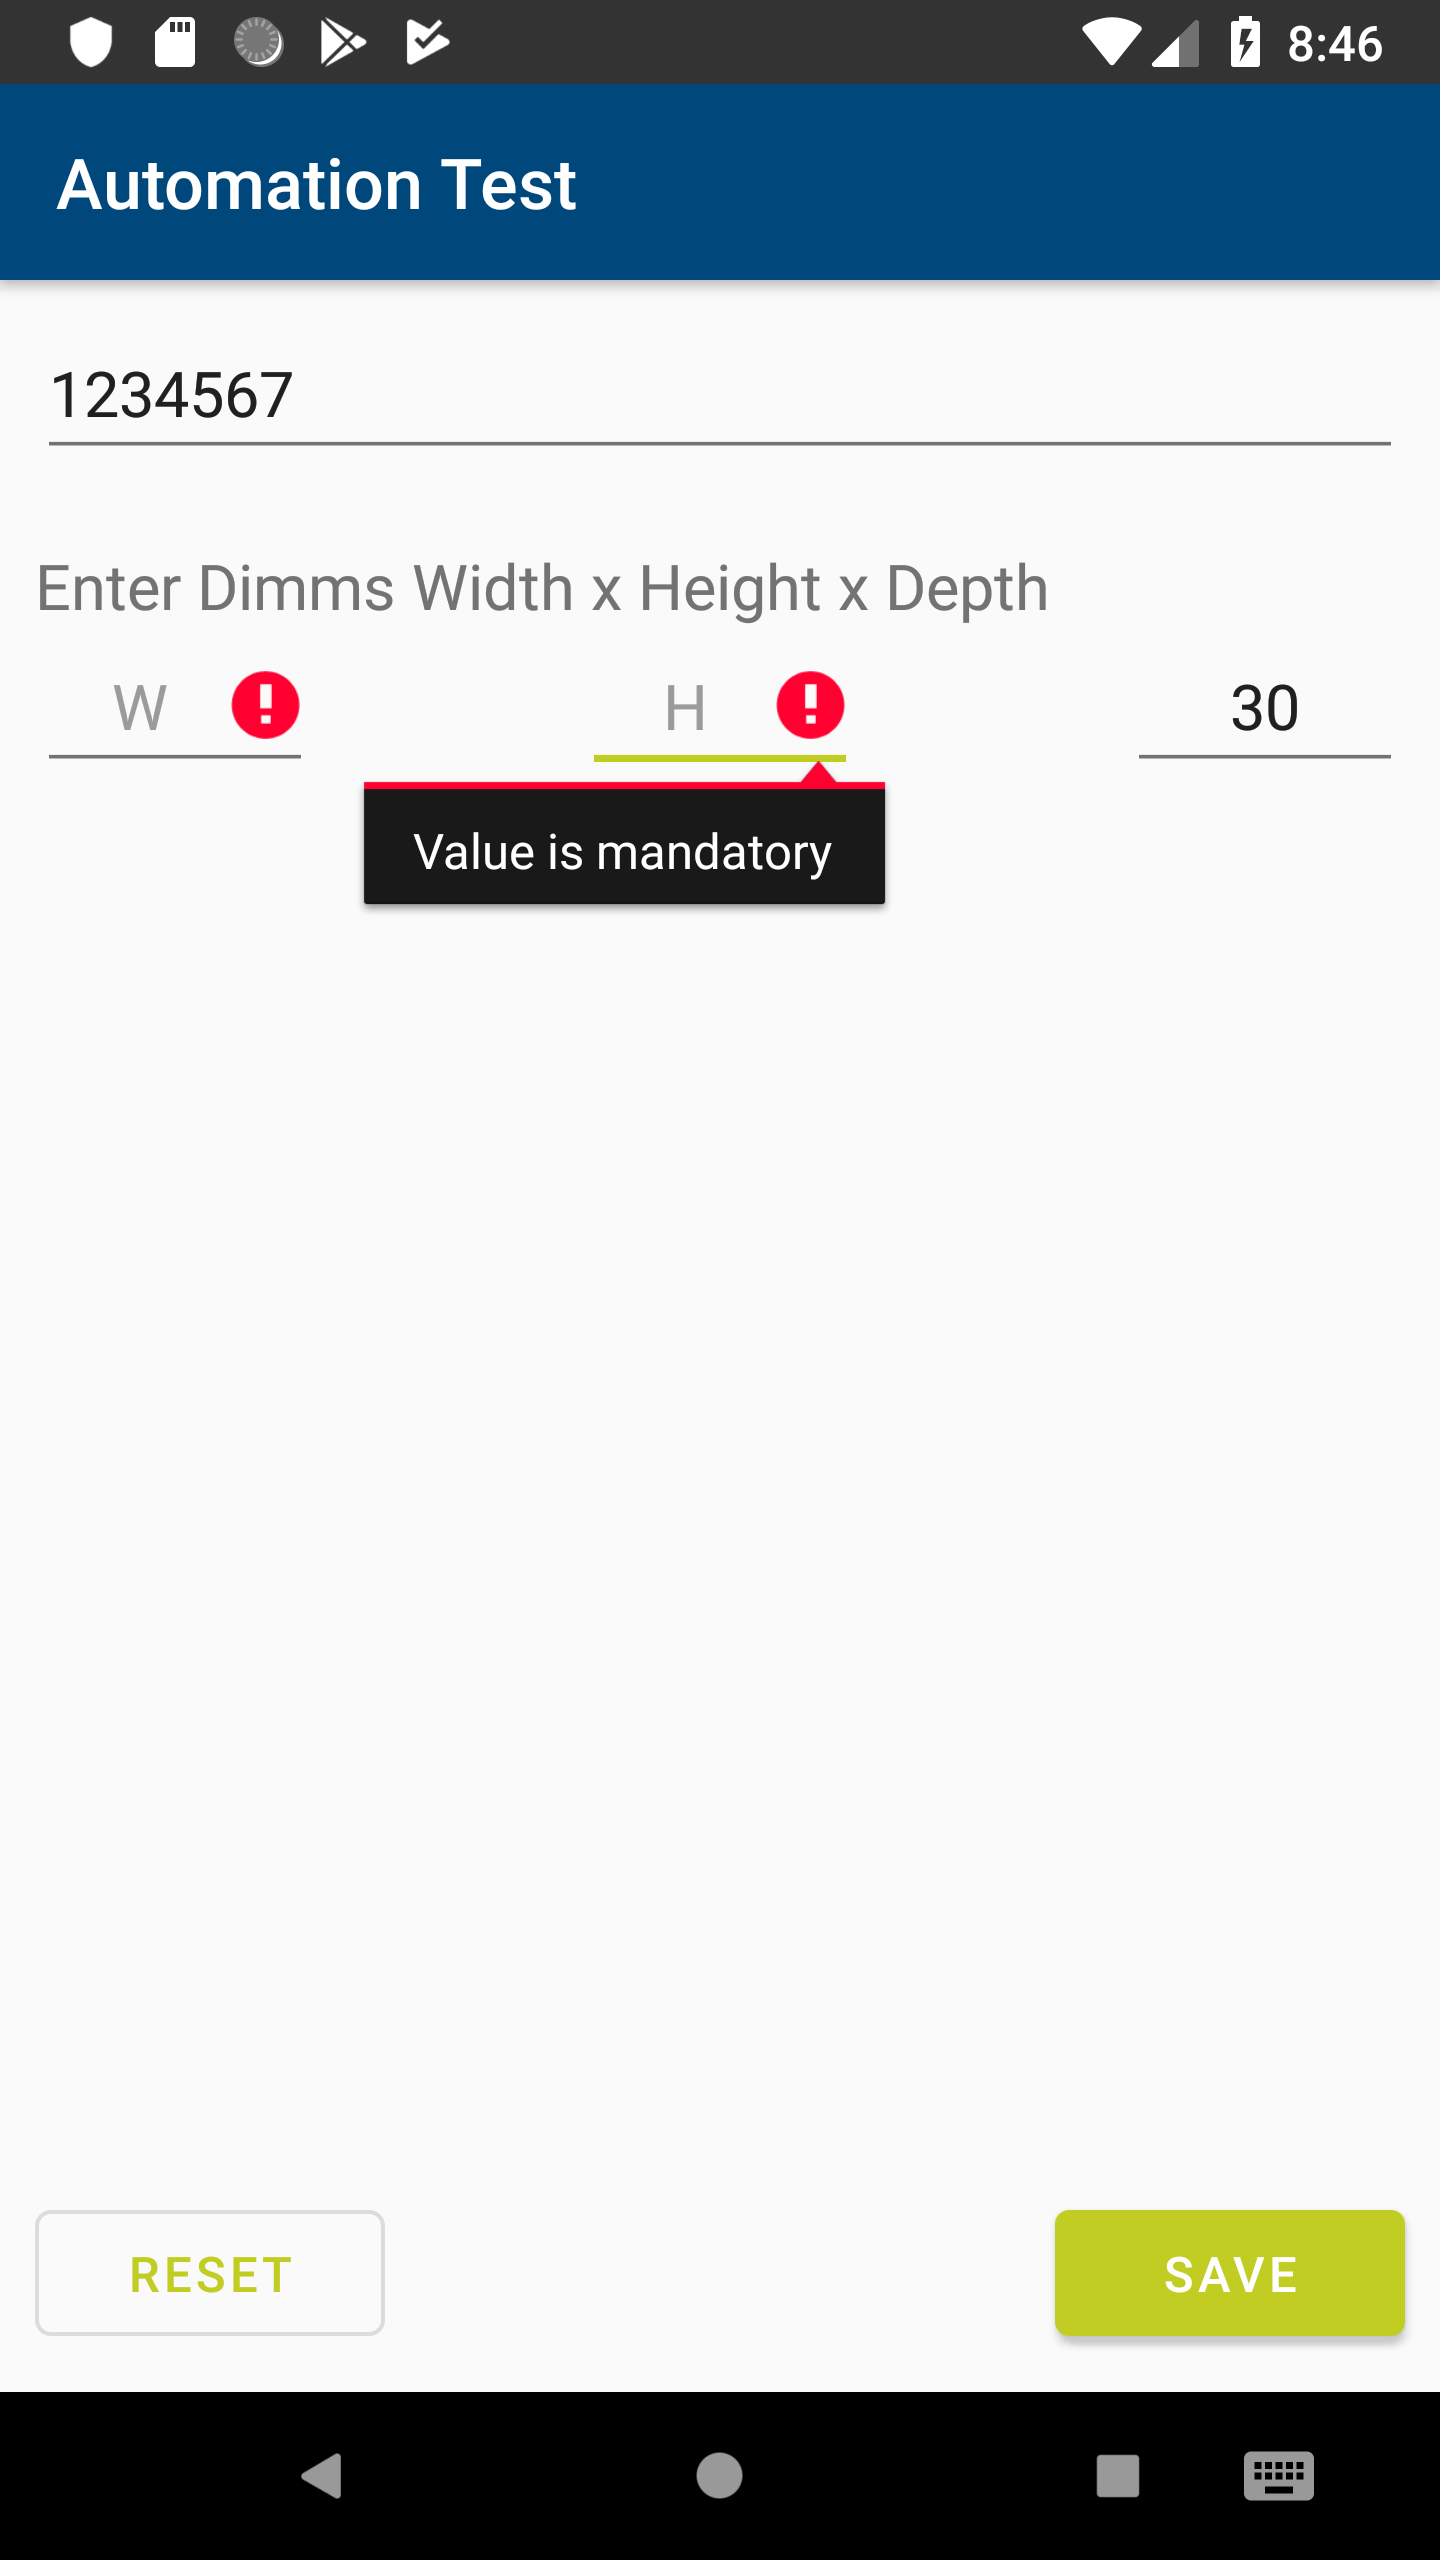 8:46
Automation Test
1234567
Enter Dimms Width x Height x Depth
W H 30
Value is mandatory
RESET SAVE